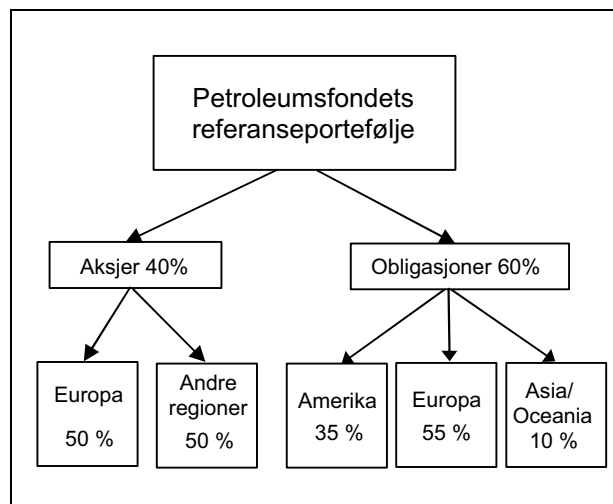 Petroleumsfondets
referanseportefølje
Aksjer 40%
Obligasjoner 60%
Europa
50 %
Andre
regioner
50 %
Amerika
35 %
Europa
55 %
Asia/
Oceania
10 %